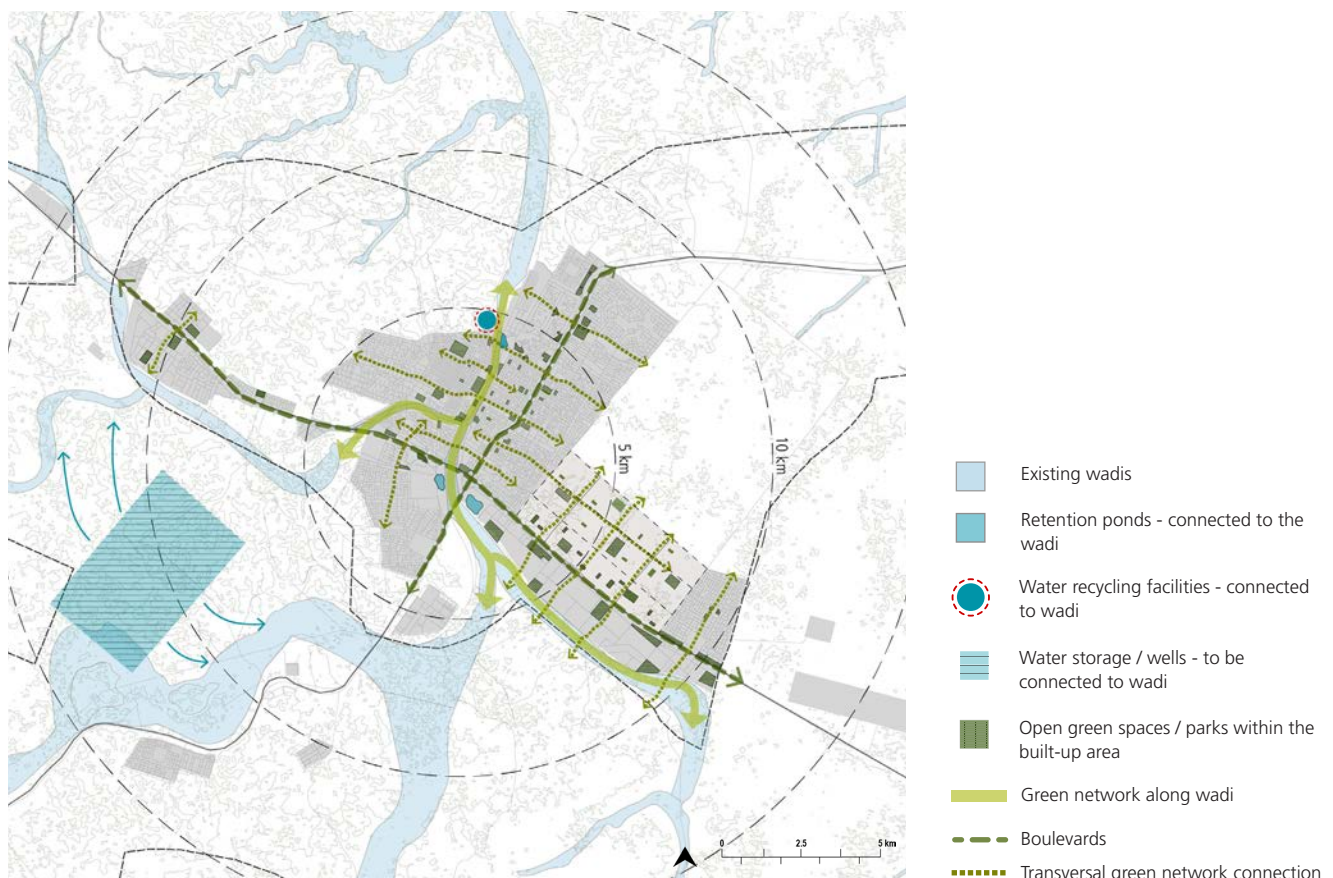 5 km
10 km
0 2.5 5 km
Existing wadis
Retention ponds - connected to the
wadi
Water recycling facilities - connected
to wadi
Water storage / wells - to be
connected to wadi
Open green spaces / parks within the
built-up area
Green network along wadi
Boulevards
Transversal green network connection